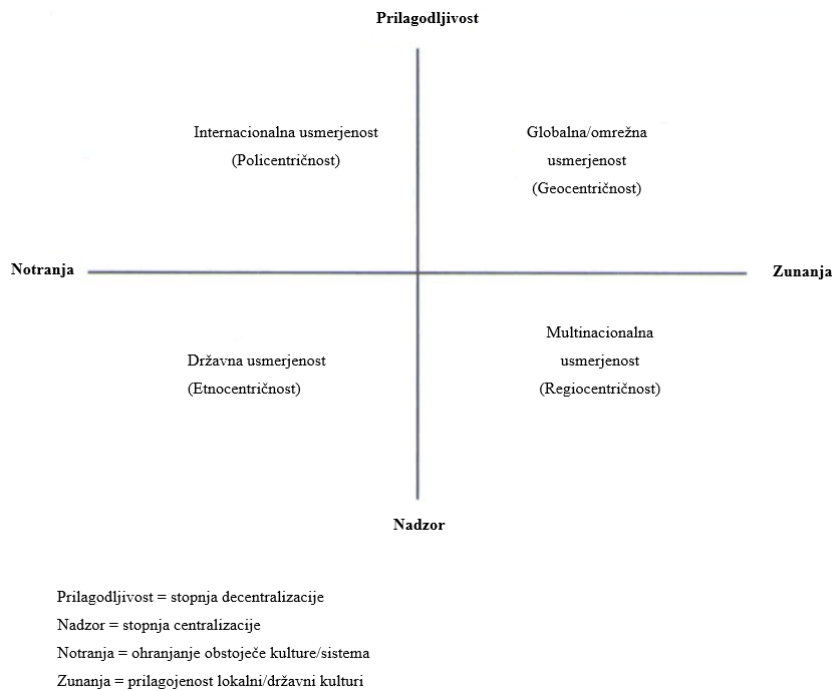 Prilagodljivost
Internacionalna usmerjenost
(Policentričnost)
Globalna/omrežna
usmerjenost
(Geocentričnost)
Notranja
Zunanja
Državna usmerjenost
(Etnocentričnost)
Multinacionalna
usmerjenost
(Regiocentričnost)
Nadzor
Prilagodljivost = stopnja decentralizacije
Nadzor = stopnja centralizacije
Notranja = ohranjanje obstoječe kulture/sistema
Zunanja = prilagojenost lokalni/državni kulturi